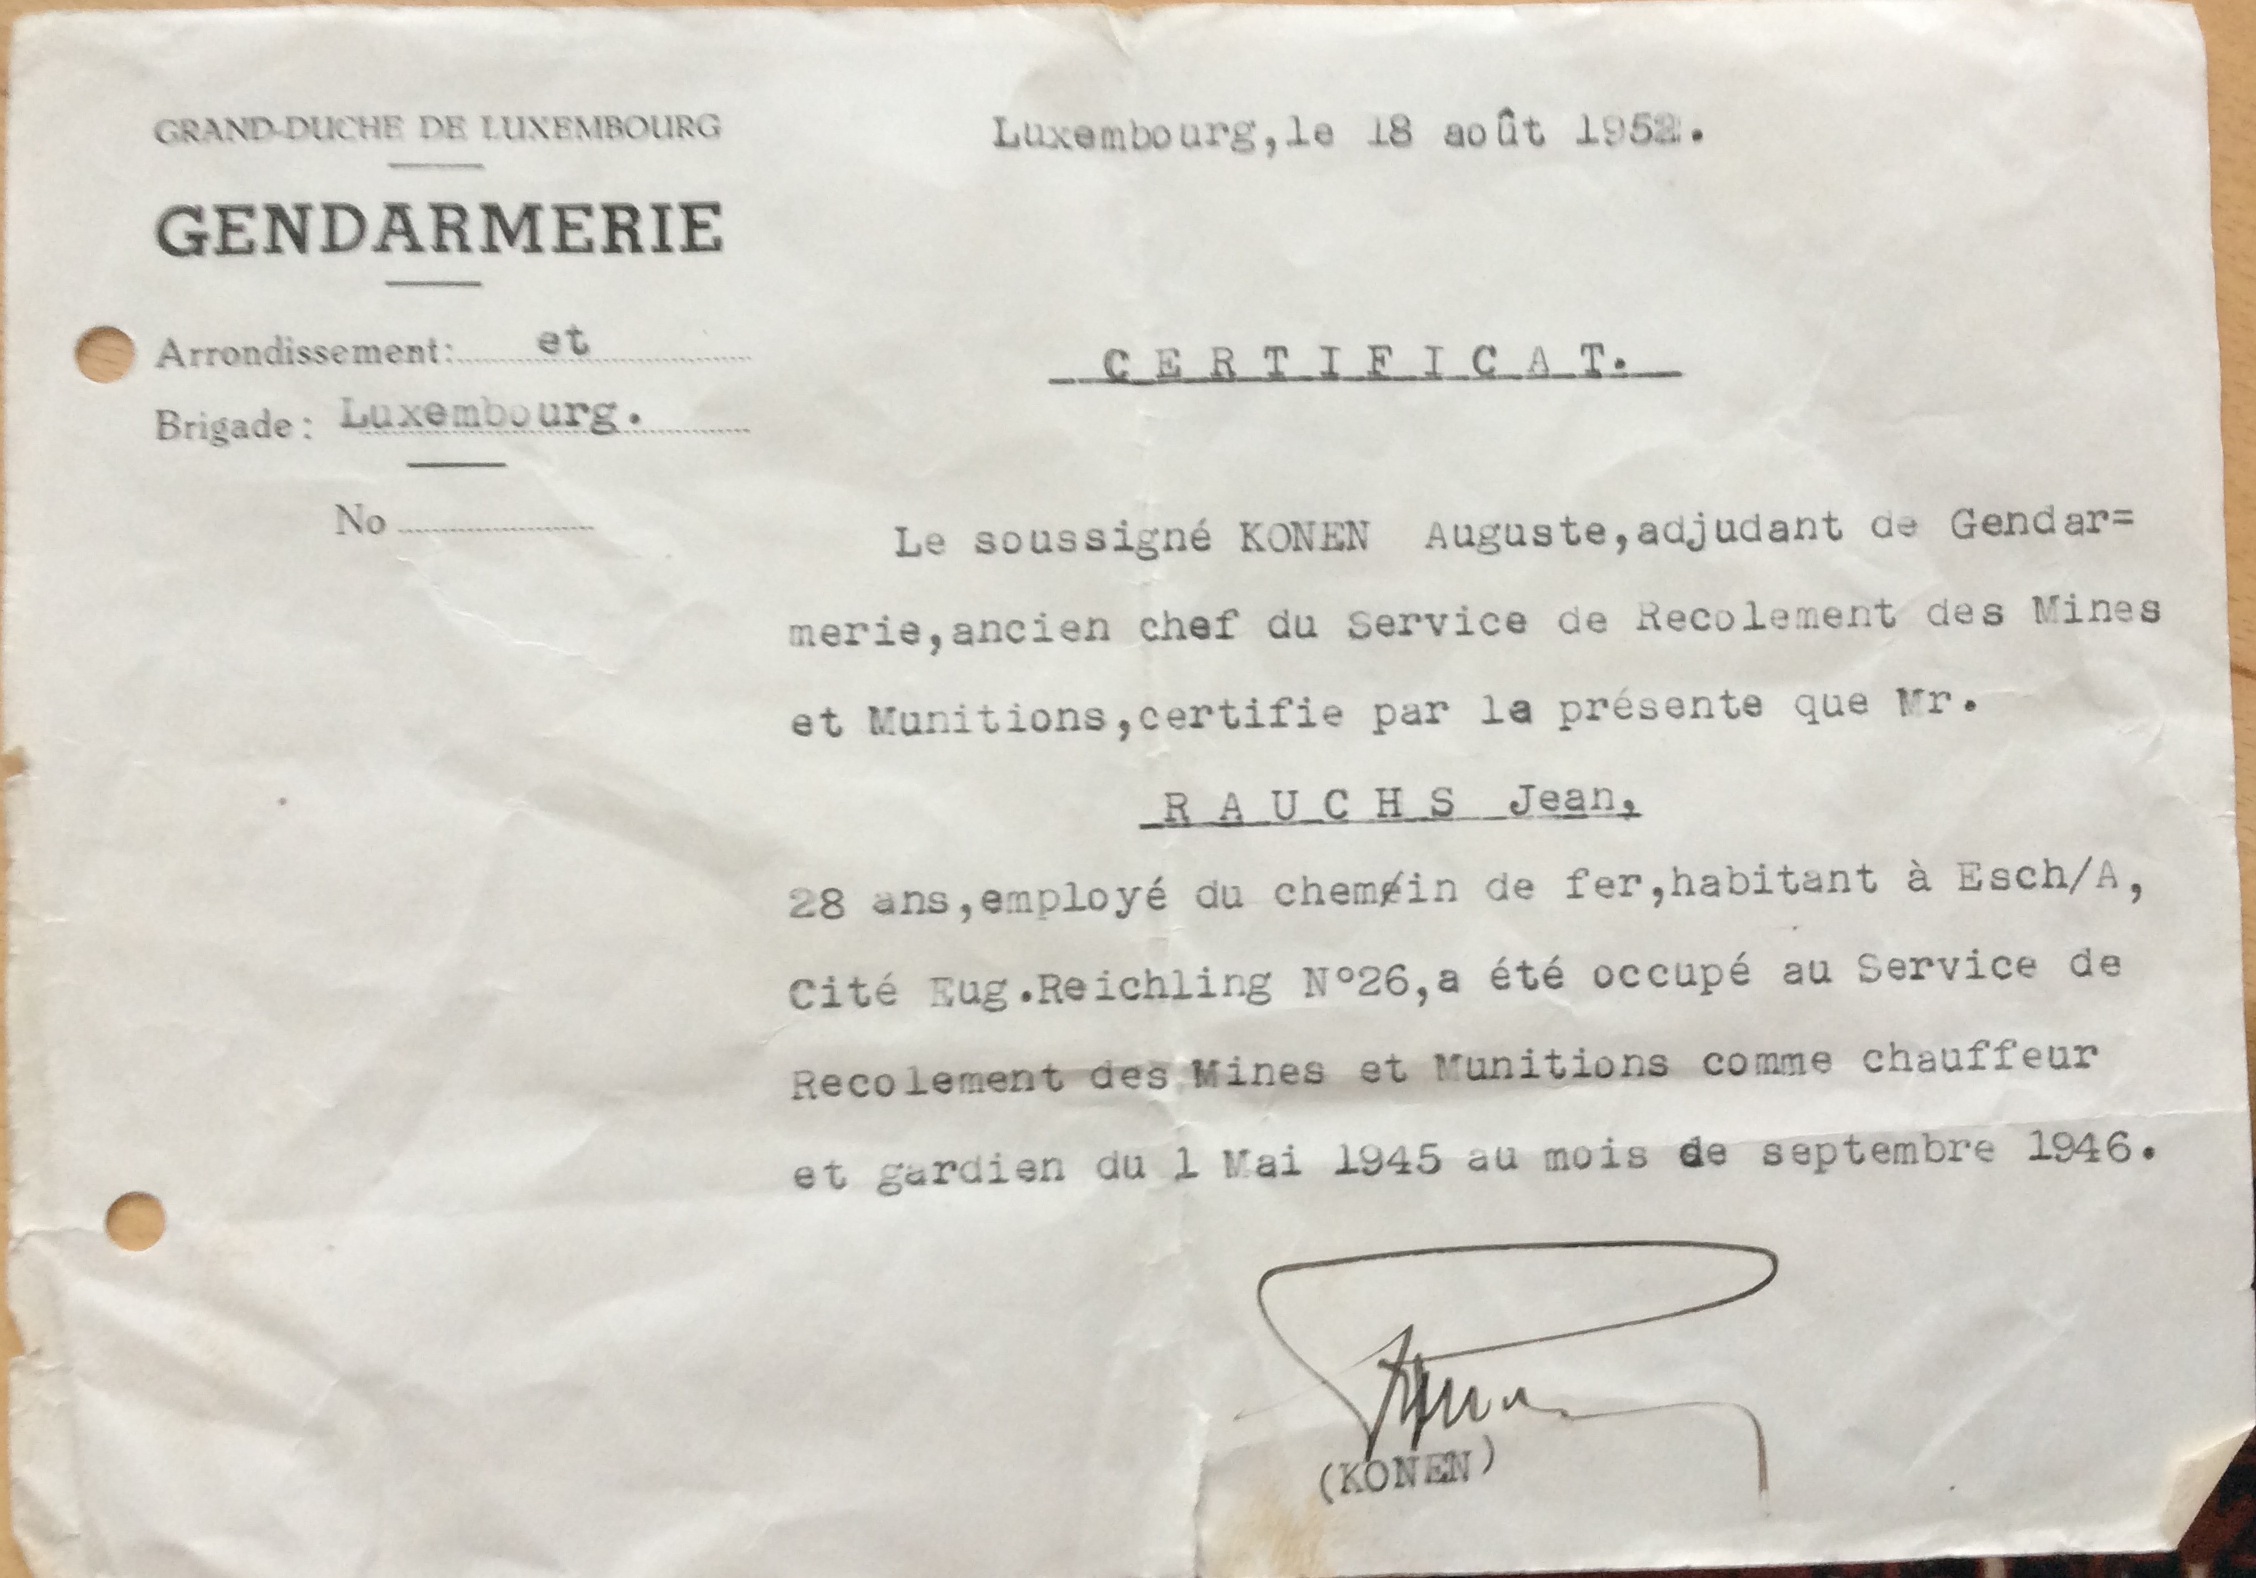 GRAND-DUCHE DE LUXEMBOURG
GENDARMERIE
Arrondissement: et
Brigade: Luxembourg.
No
Luxembourg,le 18 août 1952.
CERTIFICAT.
Le soussigné KONEN Auguste,adjudant de Gendar=
merie,ancien chef du Service de Recolement des Mines
et Munitions,certifie par la présente que Mr.
RAUCHS Jean,
28 ans,employé du chemin de fer,habitant à Esch/A,
Cité Eug.Reichling N°26,a été occupé au Service de
Recolement des Mines et Munitions comme chauffeur
et gardien du 1 Mai 1945 au mois de septembre 1946.
(KONEN)